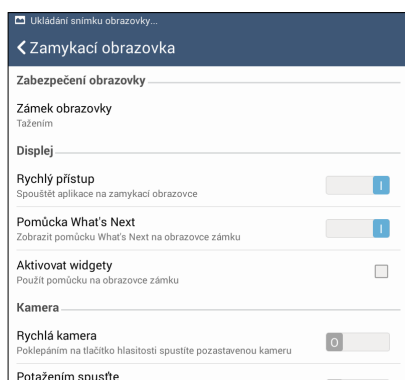 Ukládání snímku obrazovky...
Zamykací obrazovka
Zabezpečení obrazovky
Zámek obrazovky
Tažením
Displej
Rychlý přístup
Spouštět aplikace na zamykací obrazovce
Pomůcka What's Next
Zobrazit pomůcku What's Next na obrazovce zámku
Aktivovat widgety
Použít pomůcku na obrazovce zámku
Kamera
Rychlá kamera
Poklepáním na tlačítko hlasitosti spustíte pozastavenou kameru
Potažením spusťte